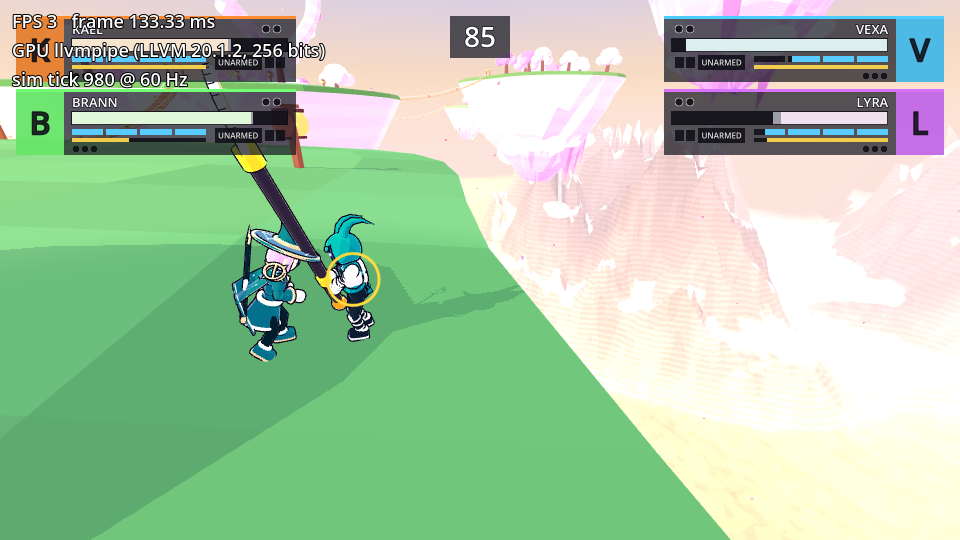 FPS 3 frame 133.33 ms
GPU llvmpipe (LLVM 20.1.2, 256 bits)
sim tick 980 @ 60 Hz
K
KAEL
UNARMED
B
BRANN
UNARMED
85
VEXA
V
UNARMED
LYRA
L
UNARMED